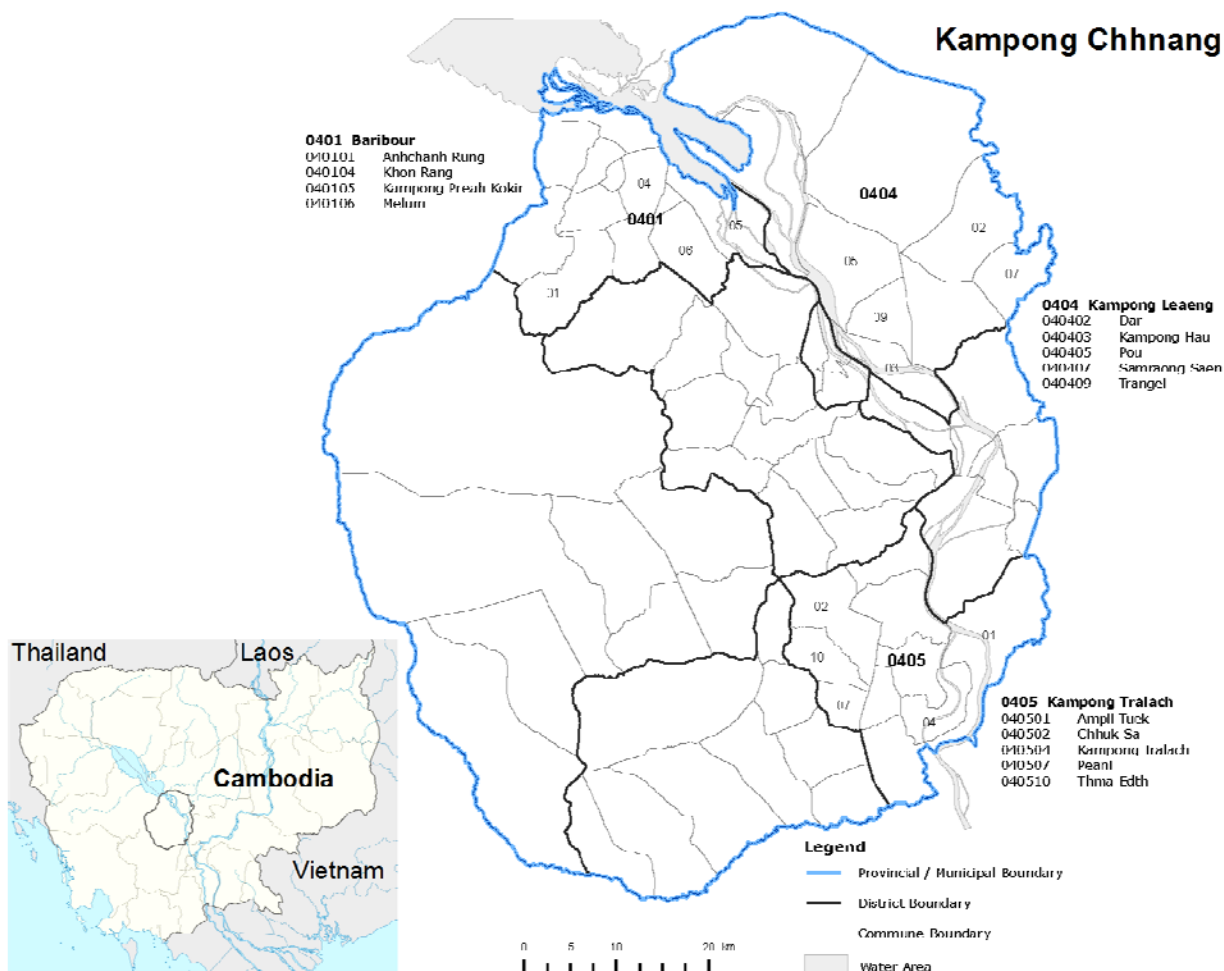 Kampong Chhnang
0401 Baribour
040101 Anhchanh Rung
040104 Khon Rang
040105 Kampong Preah Kokir
040106 Melum
04
0401
05
06
01
0404
02
05
07
09
03
0404 Kampong Leaeng
040402 Dar
040403 Kampong Hau
040405 Pou
040407 Samraong Saen
040409 Trangel
02
01
10
0405
07
04
0405 Kampong Tralach
040501 Ampil Tuek
040502 Chhuk Sa
040504 Kampong Tralach
040507 Peani
040510 Thma Edth
Thailand
Laos
Cambodia
Vietnam
Legend
Provincial / Municipal Boundary
District Boundary
Commune Boundary
Water Area
0 5 10 20 km